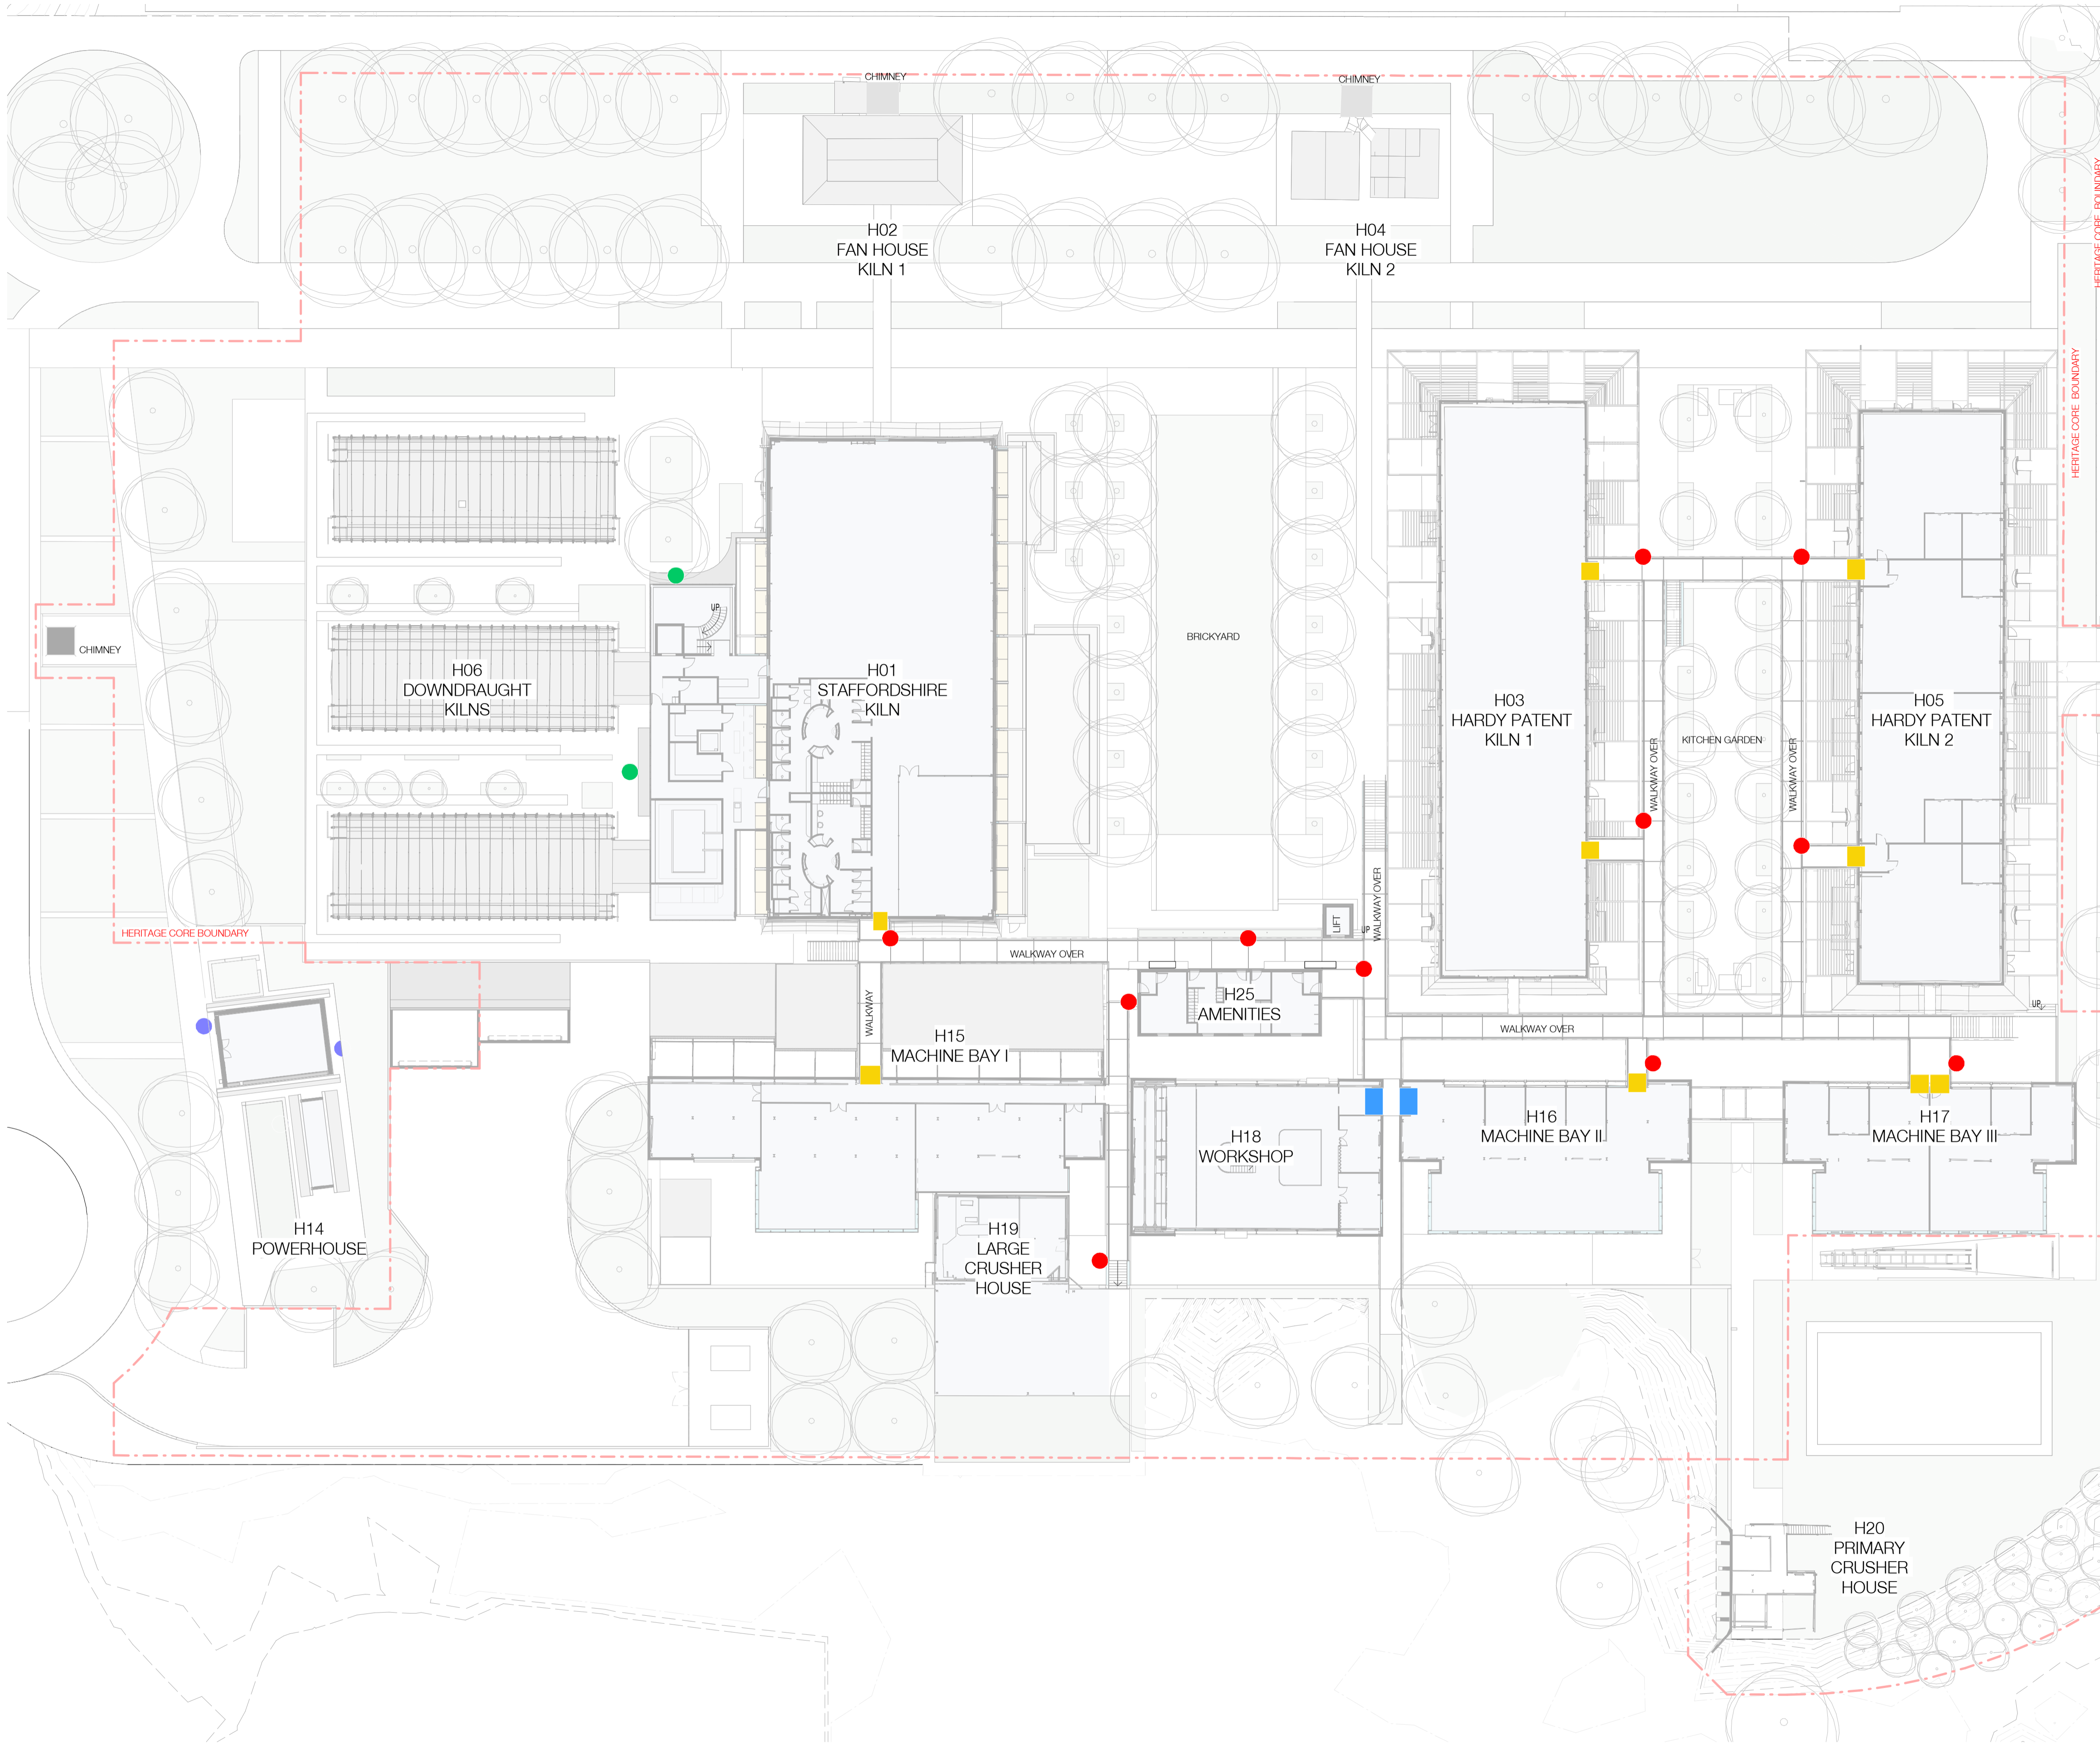 CHIMNEY
CHIMNEY
H02
FAN HOUSE
KILN 1
H04
FAN HOUSE
KILN 2
HERITAGE CORE BOUNDARY
HERITAGE CORE BOUNDARY
UP
CHIMNEY
H06
DOWNDRAUGHT
KILNS
H01
STAFFORDSHIRE
KILN
BRICKYARD
H03
HARDY PATENT
KILN 1
WALKWAY OVER
KITCHEN GARDEN
WALKWAY OVER
H05
HARDY PATENT
KILN 2
HERITAGE CORE BOUNDARY
WALKWAY OVER
LIFT
UP
WALKWAY OVER
WALKWAY
H25
AMENITIES
UP
WALKWAY OVER
H15
MACHINE BAY I
H18
WORKSHOP
H16
MACHINE BAY II
H17
MACHINE BAY III
H14
POWERHOUSE
H19
LARGE
CRUSHER
HOUSE
H20
PRIMARY
CRUSHER
HOUSE